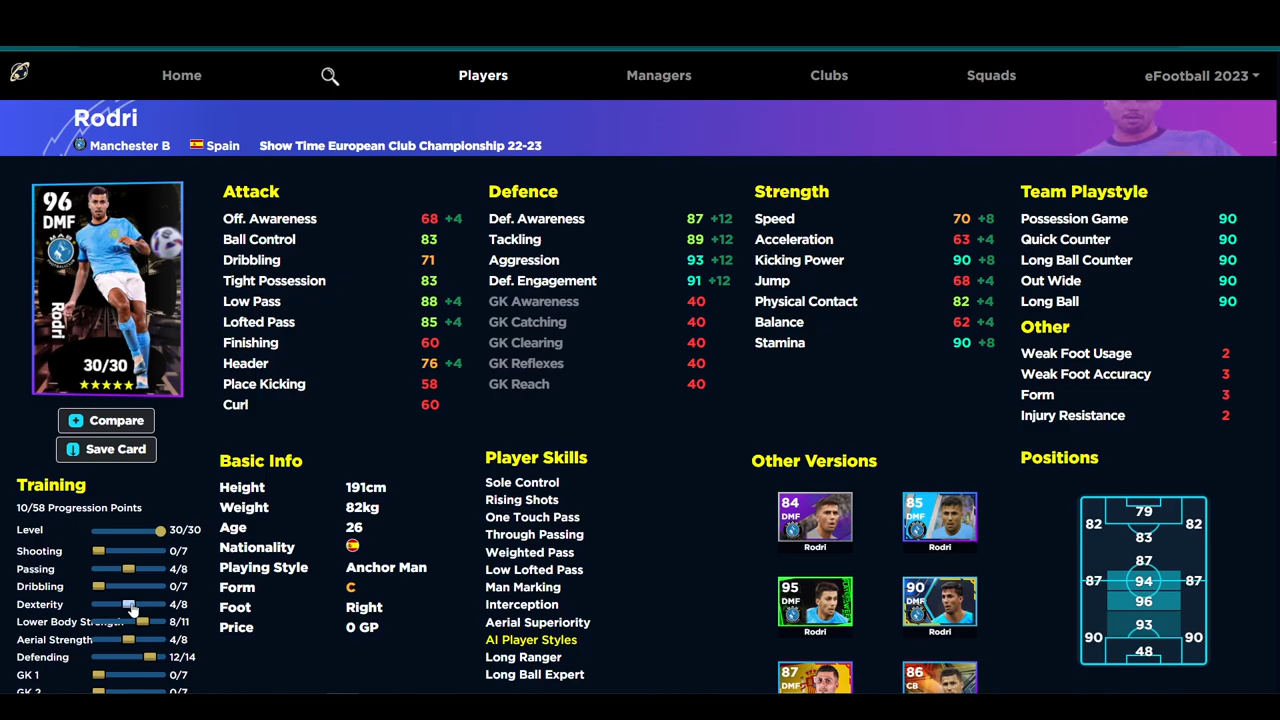 Home
Players
Managers
Clubs
Squads
eFootball 2023
Rodri
Manchester B
Spain
Show Time European Club Championship 22-23
96
DMF
Rodri
30/30
Compare
Save Card
Training
10/58 Progression Points
Level 30/30
Shooting 0/7
Passing 4/8
Dribbling 0/7
Dexterity 4/8
Lower Body Strength 8/11
Aerial Strength 4/8
Defending 12/14
GK 1 0/7
GK 2 0/7
Attack
Off. Awareness 68 +4
Ball Control 83
Dribbling 71
Tight Possession 83
Low Pass 88 +4
Lofted Pass 85 +4
Finishing 60
Header 76 +4
Place Kicking 58
Curl 60
Defence
Def. Awareness 87 +12
Tackling 89 +12
Aggression 93 +12
Def. Engagement 91 +12
GK Awareness 40
GK Catching 40
GK Clearing 40
GK Reflexes 40
GK Reach 40
Strength
Speed 70 +8
Acceleration 63 +4
Kicking Power 90 +8
Jump 68 +4
Physical Contact 82 +4
Balance 62 +4
Stamina 90 +8
Team Playstyle
Possession Game 90
Quick Counter 90
Long Ball Counter 90
Out Wide 90
Long Ball 90
Other
Weak Foot Usage 2
Weak Foot Accuracy 3
Form 3
Injury Resistance 2
Basic Info
Height 191cm
Weight 82kg
Age 26
Nationality
Playing Style Anchor Man
Form C
Foot Right
Price 0 GP
Player Skills
Sole Control
Rising Shots
One Touch Pass
Through Passing
Weighted Pass
Low Lofted Pass
Man Marking
Interception
Aerial Superiority
AI Player Styles
Long Ranger
Long Ball Expert
Other Versions
84
DMF
Rodri
85
DMF
Rodri
95
DMF
Rodri
90
DMF
Rodri
87
DMF
86
CB
Positions
79
82 82
83
87
87 94 87
96
93
90 90
48